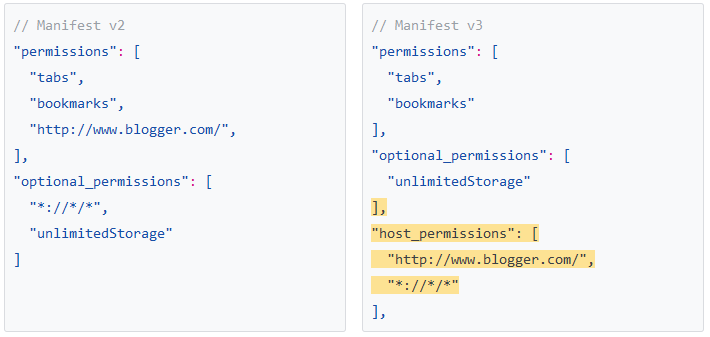 // Manifest v2
"permissions": [
"tabs",
"bookmarks",
"http://www.blogger.com/",
],
"optional_permissions": [
"*://*/*",
"unlimitedStorage"
]
// Manifest v3
"permissions": [
"tabs",
"bookmarks"
],
"optional_permissions": [
"unlimitedStorage"
],
"host_permissions": [
"http://www.blogger.com/",
"*://*/*"
],